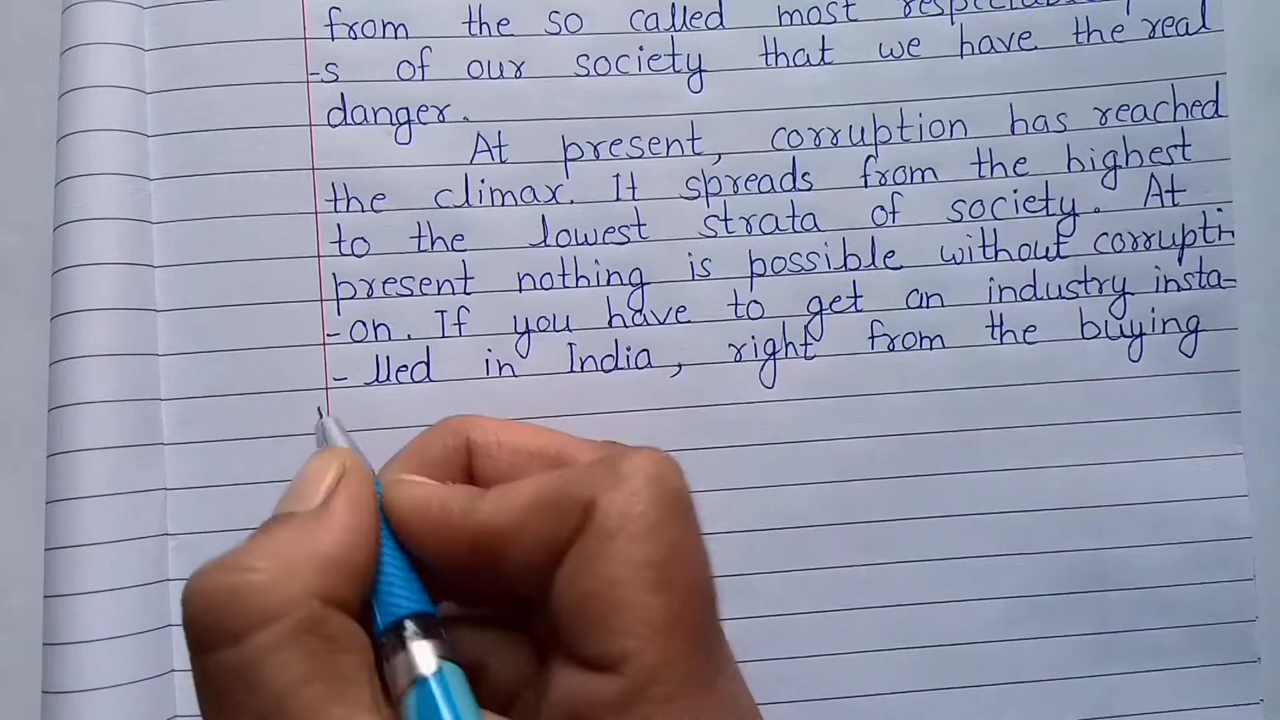 from the so called most
-s of our society that we have the real
danger.
At present, corruption has reached
the climax. It spreads from the highest
to the lowest strata of society. At
present nothing is possible without corrupti
-on. If you have to get an industry insta-
-lled in India, right from the buying